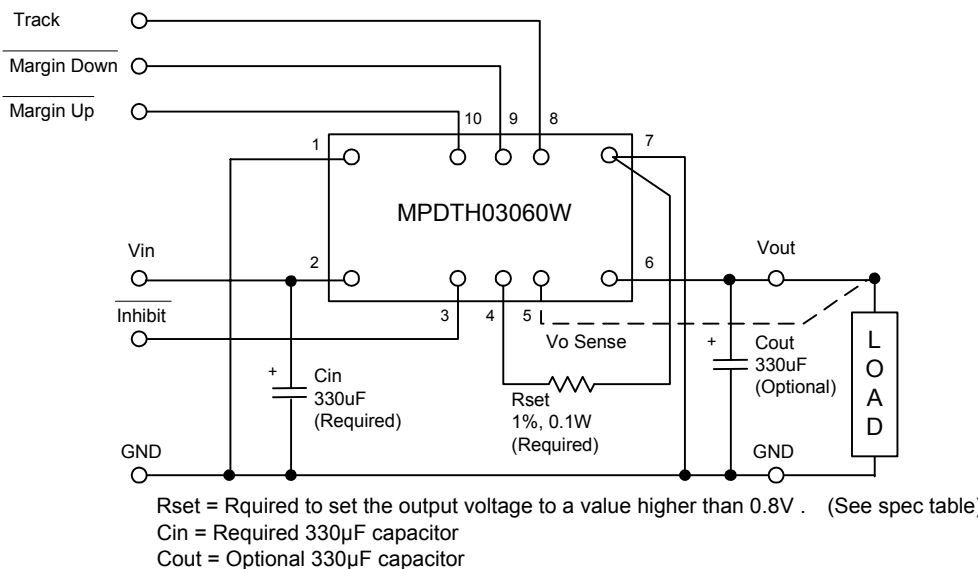 Track
Margin Down
Margin Up
10 9 8
1
7
MPDTH03060W
Vin
2
6
Vout
Inhibit
3
4
5
Vo Sense
+
Cin
330uF
(Required)
Rset
1%, 0.1W
(Required)
+
Cout
330uF
(Optional)
L
O
A
D
GND
GND
Rset = Rquired to set the output voltage to a value higher than 0.8V . (See spec table)
Cin = Required 330µF capacitor
Cout = Optional 330µF capacitor